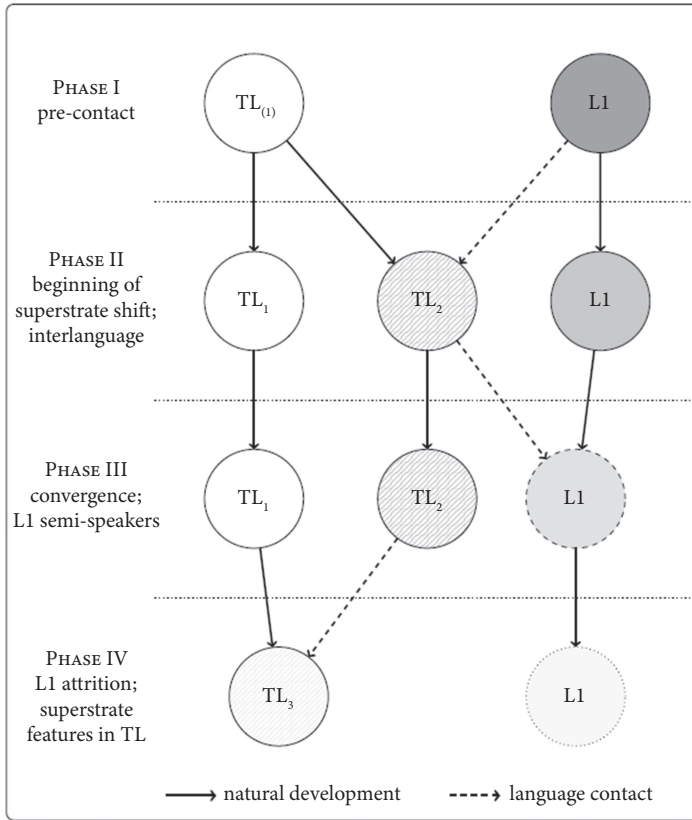 PHASE I
pre-contact
TL(1)
L1
PHASE II
beginning of
superstrate shift;
interlanguage
TL1
TL2
L1
PHASE III
convergence;
L1 semi-speakers
TL1
TL2
L1
PHASE IV
L1 attrition;
superstrate
features in TL
TL3
L1
natural development
language contact